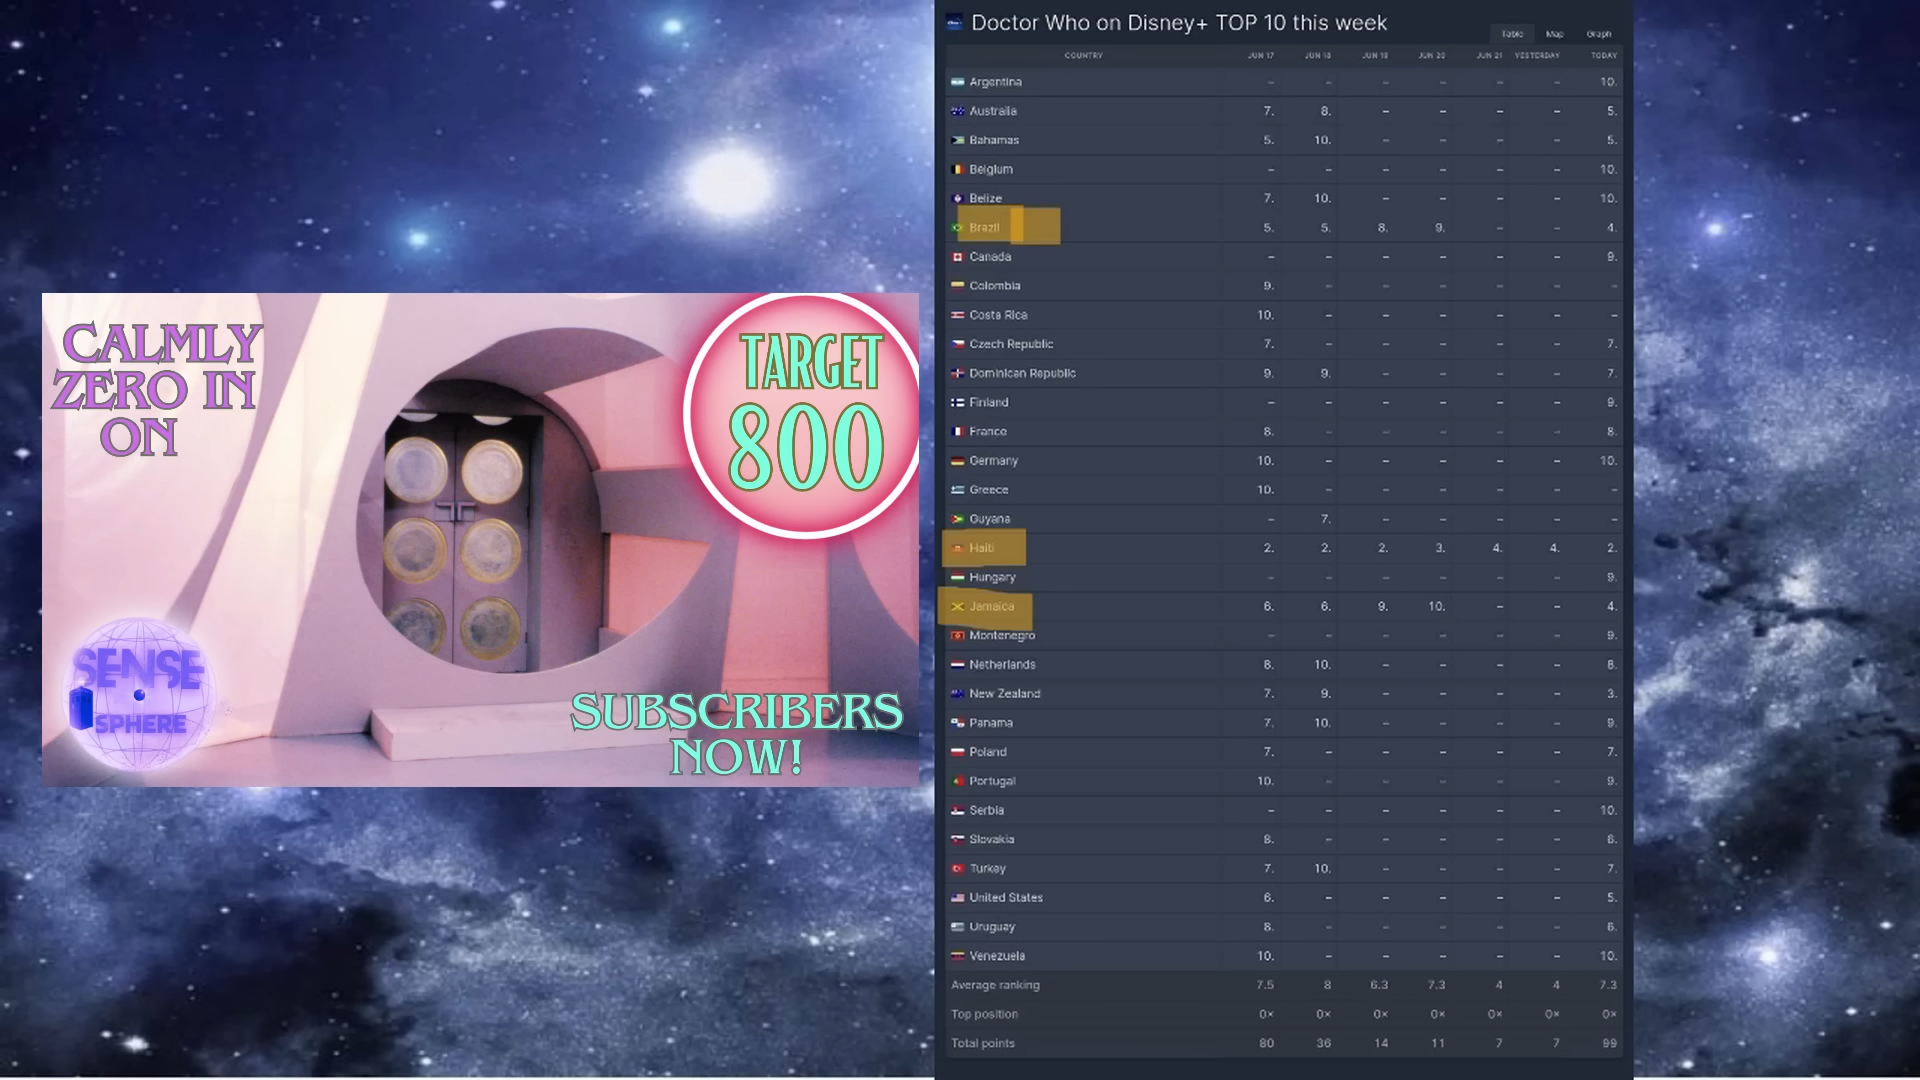 CALMLY
ZERO IN
ON
TARGET
800
SENSE
SPHERE
SUBSCRIBERS
NOW!
Doctor Who on Disney+ TOP 10 this week
Table Map Graph
COUNTRY JUN 17 JUN 18 JUN 19 JUN 20 JUN 21 YESTERDAY TODAY
Argentina – – – – – – 10.
Australia 7. 8. – – – – 5.
Bahamas 5. 10. – – – – 5.
Belgium – – – – – – 10.
Belize 7. 10. – – – – 10.
Brazil 5. 5. 8. 9. – – 4.
Canada – – – – – – 9.
Colombia 9. – – – – – –
Costa Rica 10. – – – – – –
Czech Republic 7. – – – – – 7.
Dominican Republic 9. 9. – – – – 7.
Finland – – – – – – 9.
France 8. – – – – – 8.
Germany 10. – – – – – 10.
Greece 10. – – – – – –
Guyana – 7. – – – – –
Haiti 2. 2. 2. 3. 4. 4. 2.
Hungary – – – – – – 9.
Jamaica 6. 6. 9. 10. – – 4.
Montenegro – – – – – – 9.
Netherlands 8. 10. – – – – 8.
New Zealand 7. 9. – – – – 3.
Panama 7. 10. – – – – 9.
Poland 7. – – – – – 7.
Portugal 10. – – – – – 9.
Serbia – – – – – – 10.
Slovakia 8. – – – – – 6.
Turkey 7. 10. – – – – 7.
United States 6. – – – – – 5.
Uruguay 8. – – – – – 6.
Venezuela 10. – – – – – 10.
Average ranking 7.5 8 6.3 7.3 4 4 7.3
Top position 0× 0× 0× 0× 0× 0× 0×
Total points 80 36 14 11 7 7 99